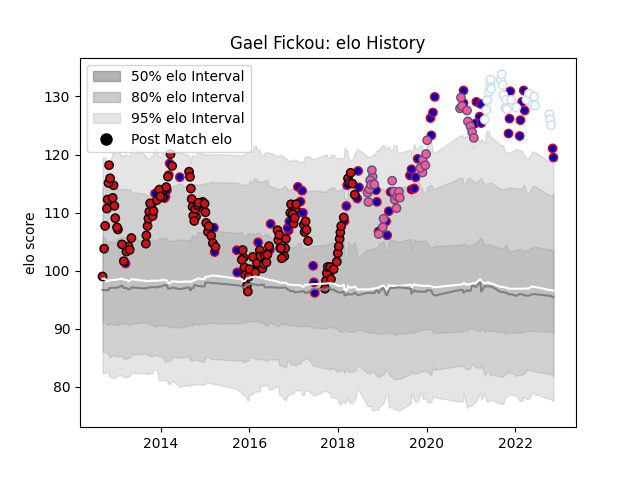 Gael Fickou: elo History
50% elo Interval
80% elo Interval
95% elo Interval
Post Match elo
elo score
130
120
110
100
90
80
2014 2016 2018 2020 2022